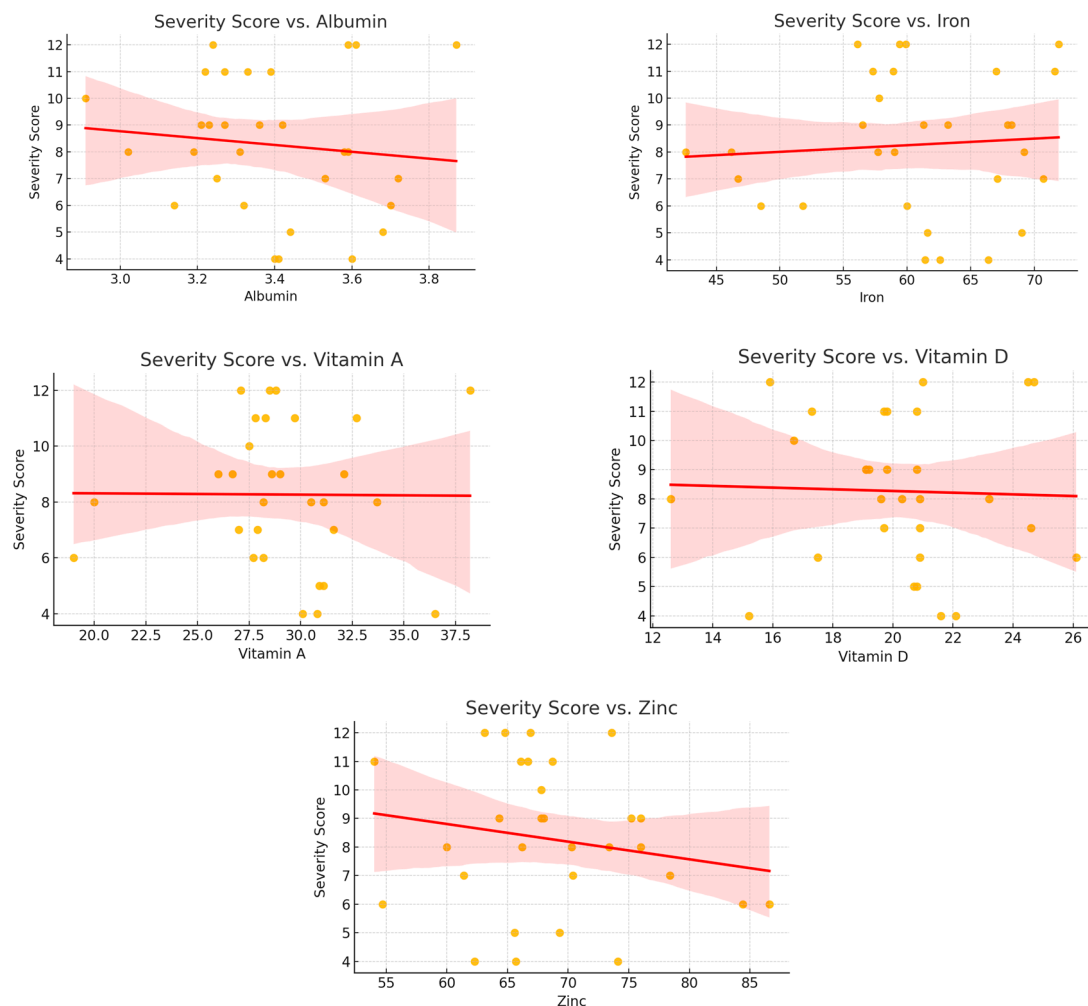 Severity Score vs. Albumin
12
11
10
9
8
7
6
5
4
Severity Score
3.0 3.2 3.4 3.6 3.8
Albumin
Severity Score vs. Iron
12
11
10
9
8
7
6
5
4
Severity Score
45 50 55 60 65 70
Iron
Severity Score vs. Vitamin A
12
10
8
6
4
Severity Score
20.0 22.5 25.0 27.5 30.0 32.5 35.0 37.5
Vitamin A
Severity Score vs. Vitamin D
12
11
10
9
8
7
6
5
4
Severity Score
12 14 16 18 20 22 24 26
Vitamin D
Severity Score vs. Zinc
12
11
10
9
8
7
6
5
4
Severity Score
55 60 65 70 75 80 85
Zinc